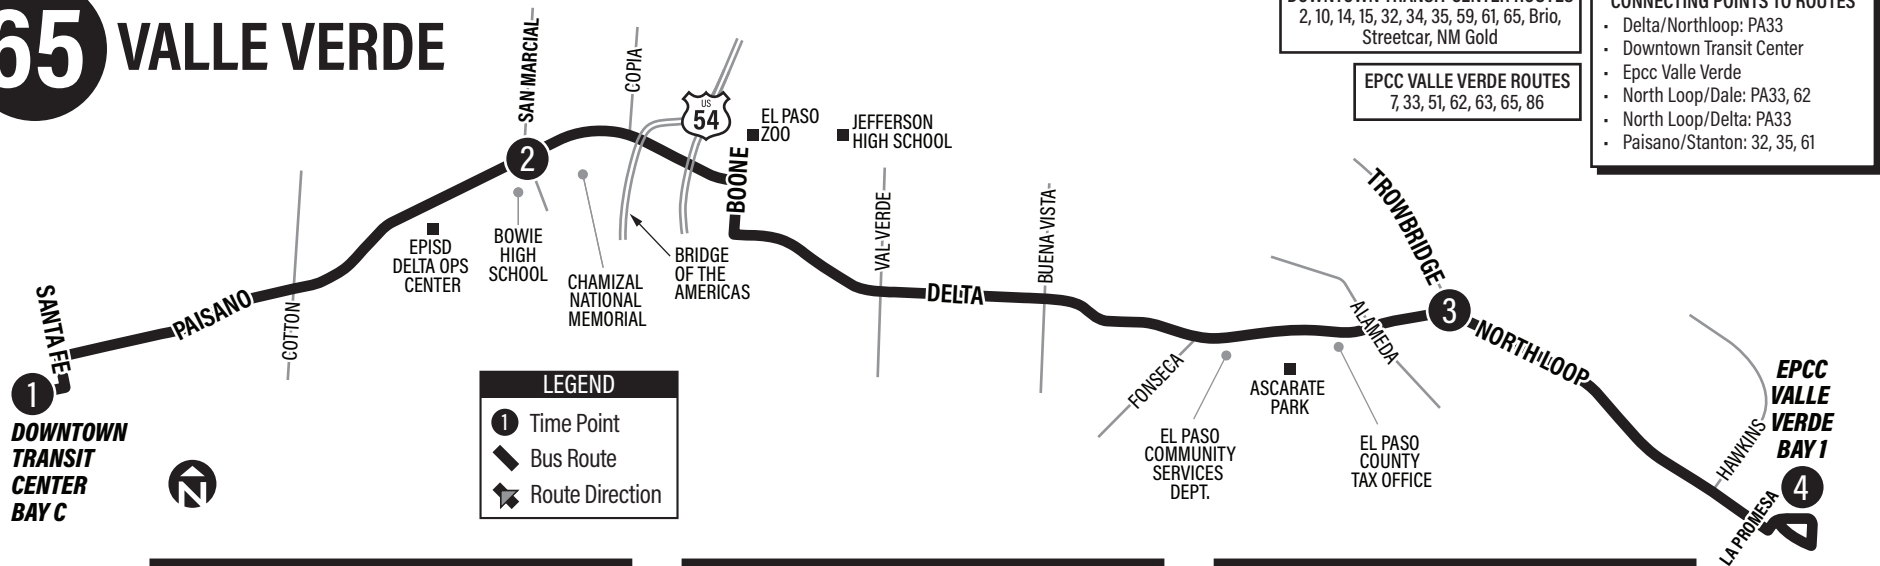 65 VALLE VERDE
2, 10, 14, 15, 32, 34, 35, 59, 61, 65, Brio,
Streetcar, NM Gold
EPCC VALLE VERDE ROUTES
7, 33, 51, 62, 63, 65, 86
CONNECTING POINTS TO ROUTES
· Delta/Northloop: PA33
· Downtown Transit Center
· Epcc Valle Verde
· North Loop/Dale: PA33, 62
· North Loop/Delta: PA33
· Paisano/Stanton: 32, 35, 61
SAN MARCIAL
COPIA
US
54
2
EL PASO
ZOO
JEFFERSON
HIGH SCHOOL
BOONE
VAL VERDE
BUENA VISTA
TROWBRIDGE
EPISD
DELTA OPS
CENTER
BOWIE
HIGH
SCHOOL
CHAMIZAL
NATIONAL
MEMORIAL
BRIDGE
OF THE
AMERICAS
SANTA FE
PAISANO
COTTON
DELTA
3
ALAMEDA
NORTH LOOP
FONSECA
ASCARATE
PARK
EL PASO
COMMUNITY
SERVICES
DEPT.
EL PASO
COUNTY
TAX OFFICE
1
DOWNTOWN
TRANSIT
CENTER
BAY C
N
LEGEND
1 Time Point
Bus Route
Route Direction
HAWKINS
EPCC
VALLE
VERDE
BAY 1
4
LA PROMESA